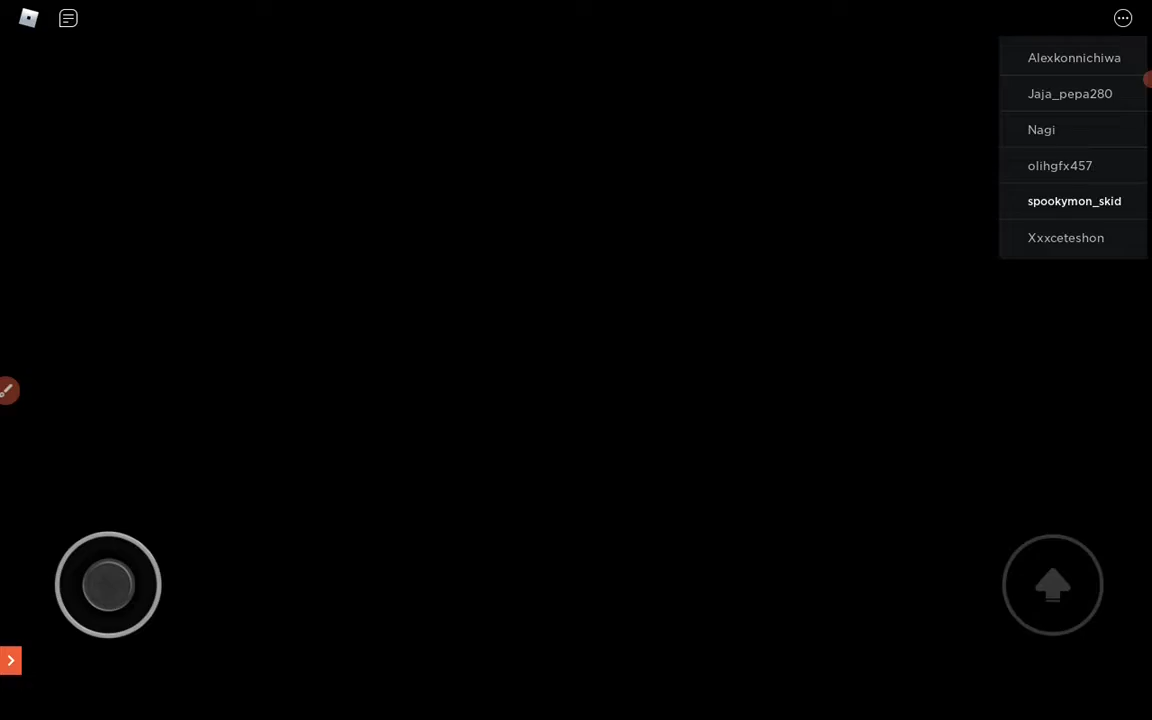 Alexkonnichiwa
Jaja_pepa280
Nagi
olihgfx457
spookymon_skid
Xxxceteshon